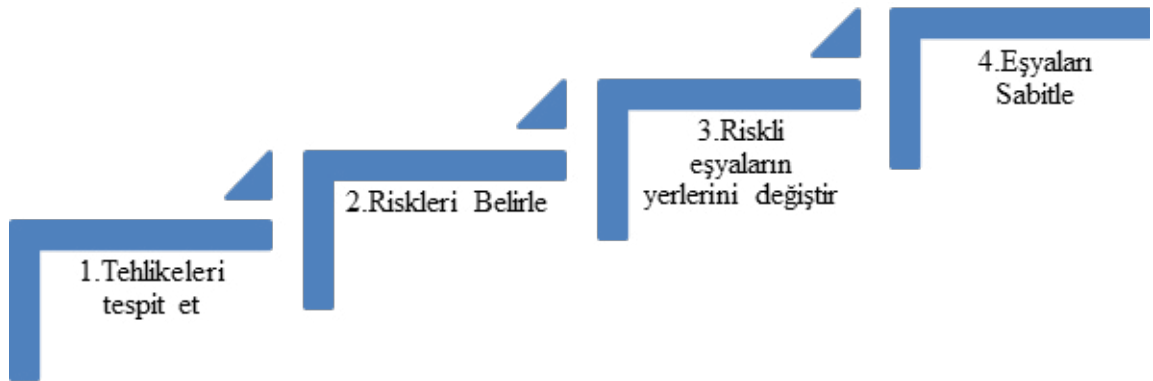 1.Tehlikeleri
tespit et
2.Riskleri Belirle
3.Riskli
eşyaların
yerlerini değiştir
4.Eşyaları
Sabitle